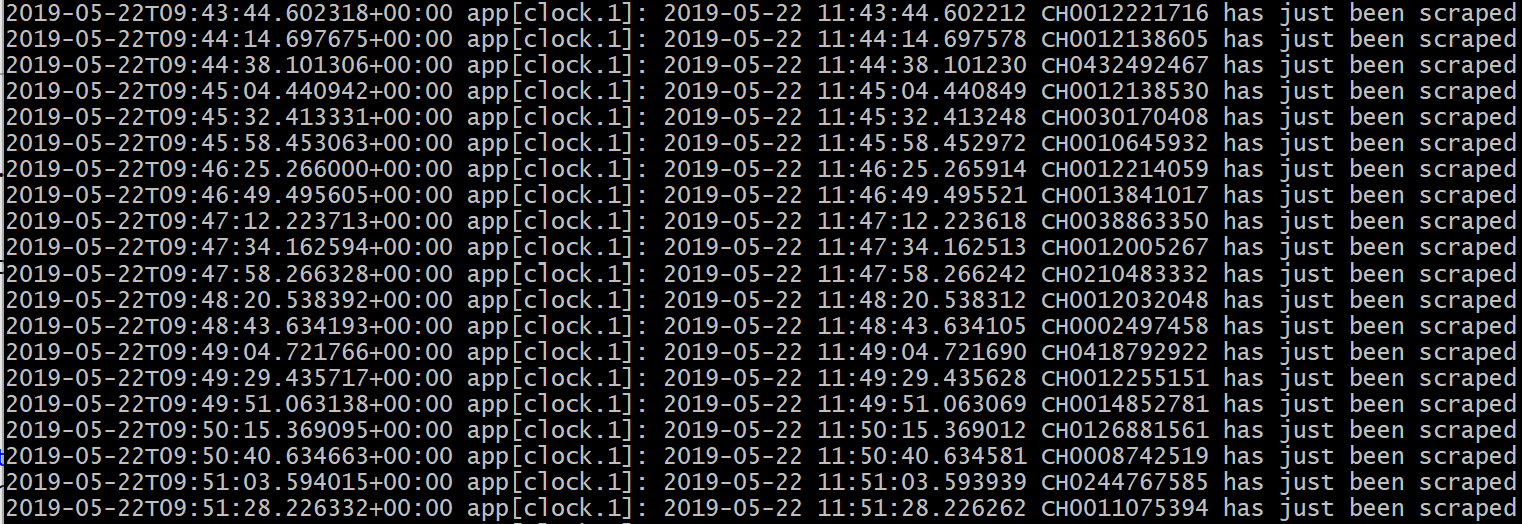 2019-05-22T09:43:44.602318+00:00 app[clock.1]: 2019-05-22 11:43:44.602212 CH0012221716 has just been scraped
2019-05-22T09:44:14.697675+00:00 app[clock.1]: 2019-05-22 11:44:14.697578 CH0012138605 has just been scraped
2019-05-22T09:44:38.101306+00:00 app[clock.1]: 2019-05-22 11:44:38.101230 CH0432492467 has just been scraped
2019-05-22T09:45:04.440942+00:00 app[clock.1]: 2019-05-22 11:45:04.440849 CH0012138530 has just been scraped
2019-05-22T09:45:32.413331+00:00 app[clock.1]: 2019-05-22 11:45:32.413248 CH0030170408 has just been scraped
2019-05-22T09:45:58.453063+00:00 app[clock.1]: 2019-05-22 11:45:58.452972 CH0010645932 has just been scraped
2019-05-22T09:46:25.266000+00:00 app[clock.1]: 2019-05-22 11:46:25.265914 CH0012214059 has just been scraped
2019-05-22T09:46:49.495605+00:00 app[clock.1]: 2019-05-22 11:46:49.495521 CH0013841017 has just been scraped
2019-05-22T09:47:12.223713+00:00 app[clock.1]: 2019-05-22 11:47:12.223618 CH0038863350 has just been scraped
2019-05-22T09:47:34.162594+00:00 app[clock.1]: 2019-05-22 11:47:34.162513 CH0012005267 has just been scraped
2019-05-22T09:47:58.266328+00:00 app[clock.1]: 2019-05-22 11:47:58.266242 CH0210483332 has just been scraped
2019-05-22T09:48:20.538392+00:00 app[clock.1]: 2019-05-22 11:48:20.538312 CH0012032048 has just been scraped
2019-05-22T09:48:43.634193+00:00 app[clock.1]: 2019-05-22 11:48:43.634105 CH0002497458 has just been scraped
2019-05-22T09:49:04.721766+00:00 app[clock.1]: 2019-05-22 11:49:04.721690 CH0418792922 has just been scraped
2019-05-22T09:49:29.435717+00:00 app[clock.1]: 2019-05-22 11:49:29.435628 CH0012255151 has just been scraped
2019-05-22T09:49:51.063138+00:00 app[clock.1]: 2019-05-22 11:49:51.063069 CH0014852781 has just been scraped
2019-05-22T09:50:15.369095+00:00 app[clock.1]: 2019-05-22 11:50:15.369012 CH0126881561 has just been scraped
2019-05-22T09:50:40.634663+00:00 app[clock.1]: 2019-05-22 11:50:40.634581 CH0008742519 has just been scraped
2019-05-22T09:51:03.594015+00:00 app[clock.1]: 2019-05-22 11:51:03.593939 CH0244767585 has just been scraped
2019-05-22T09:51:28.226332+00:00 app[clock.1]: 2019-05-22 11:51:28.226262 CH0011075394 has just been scraped